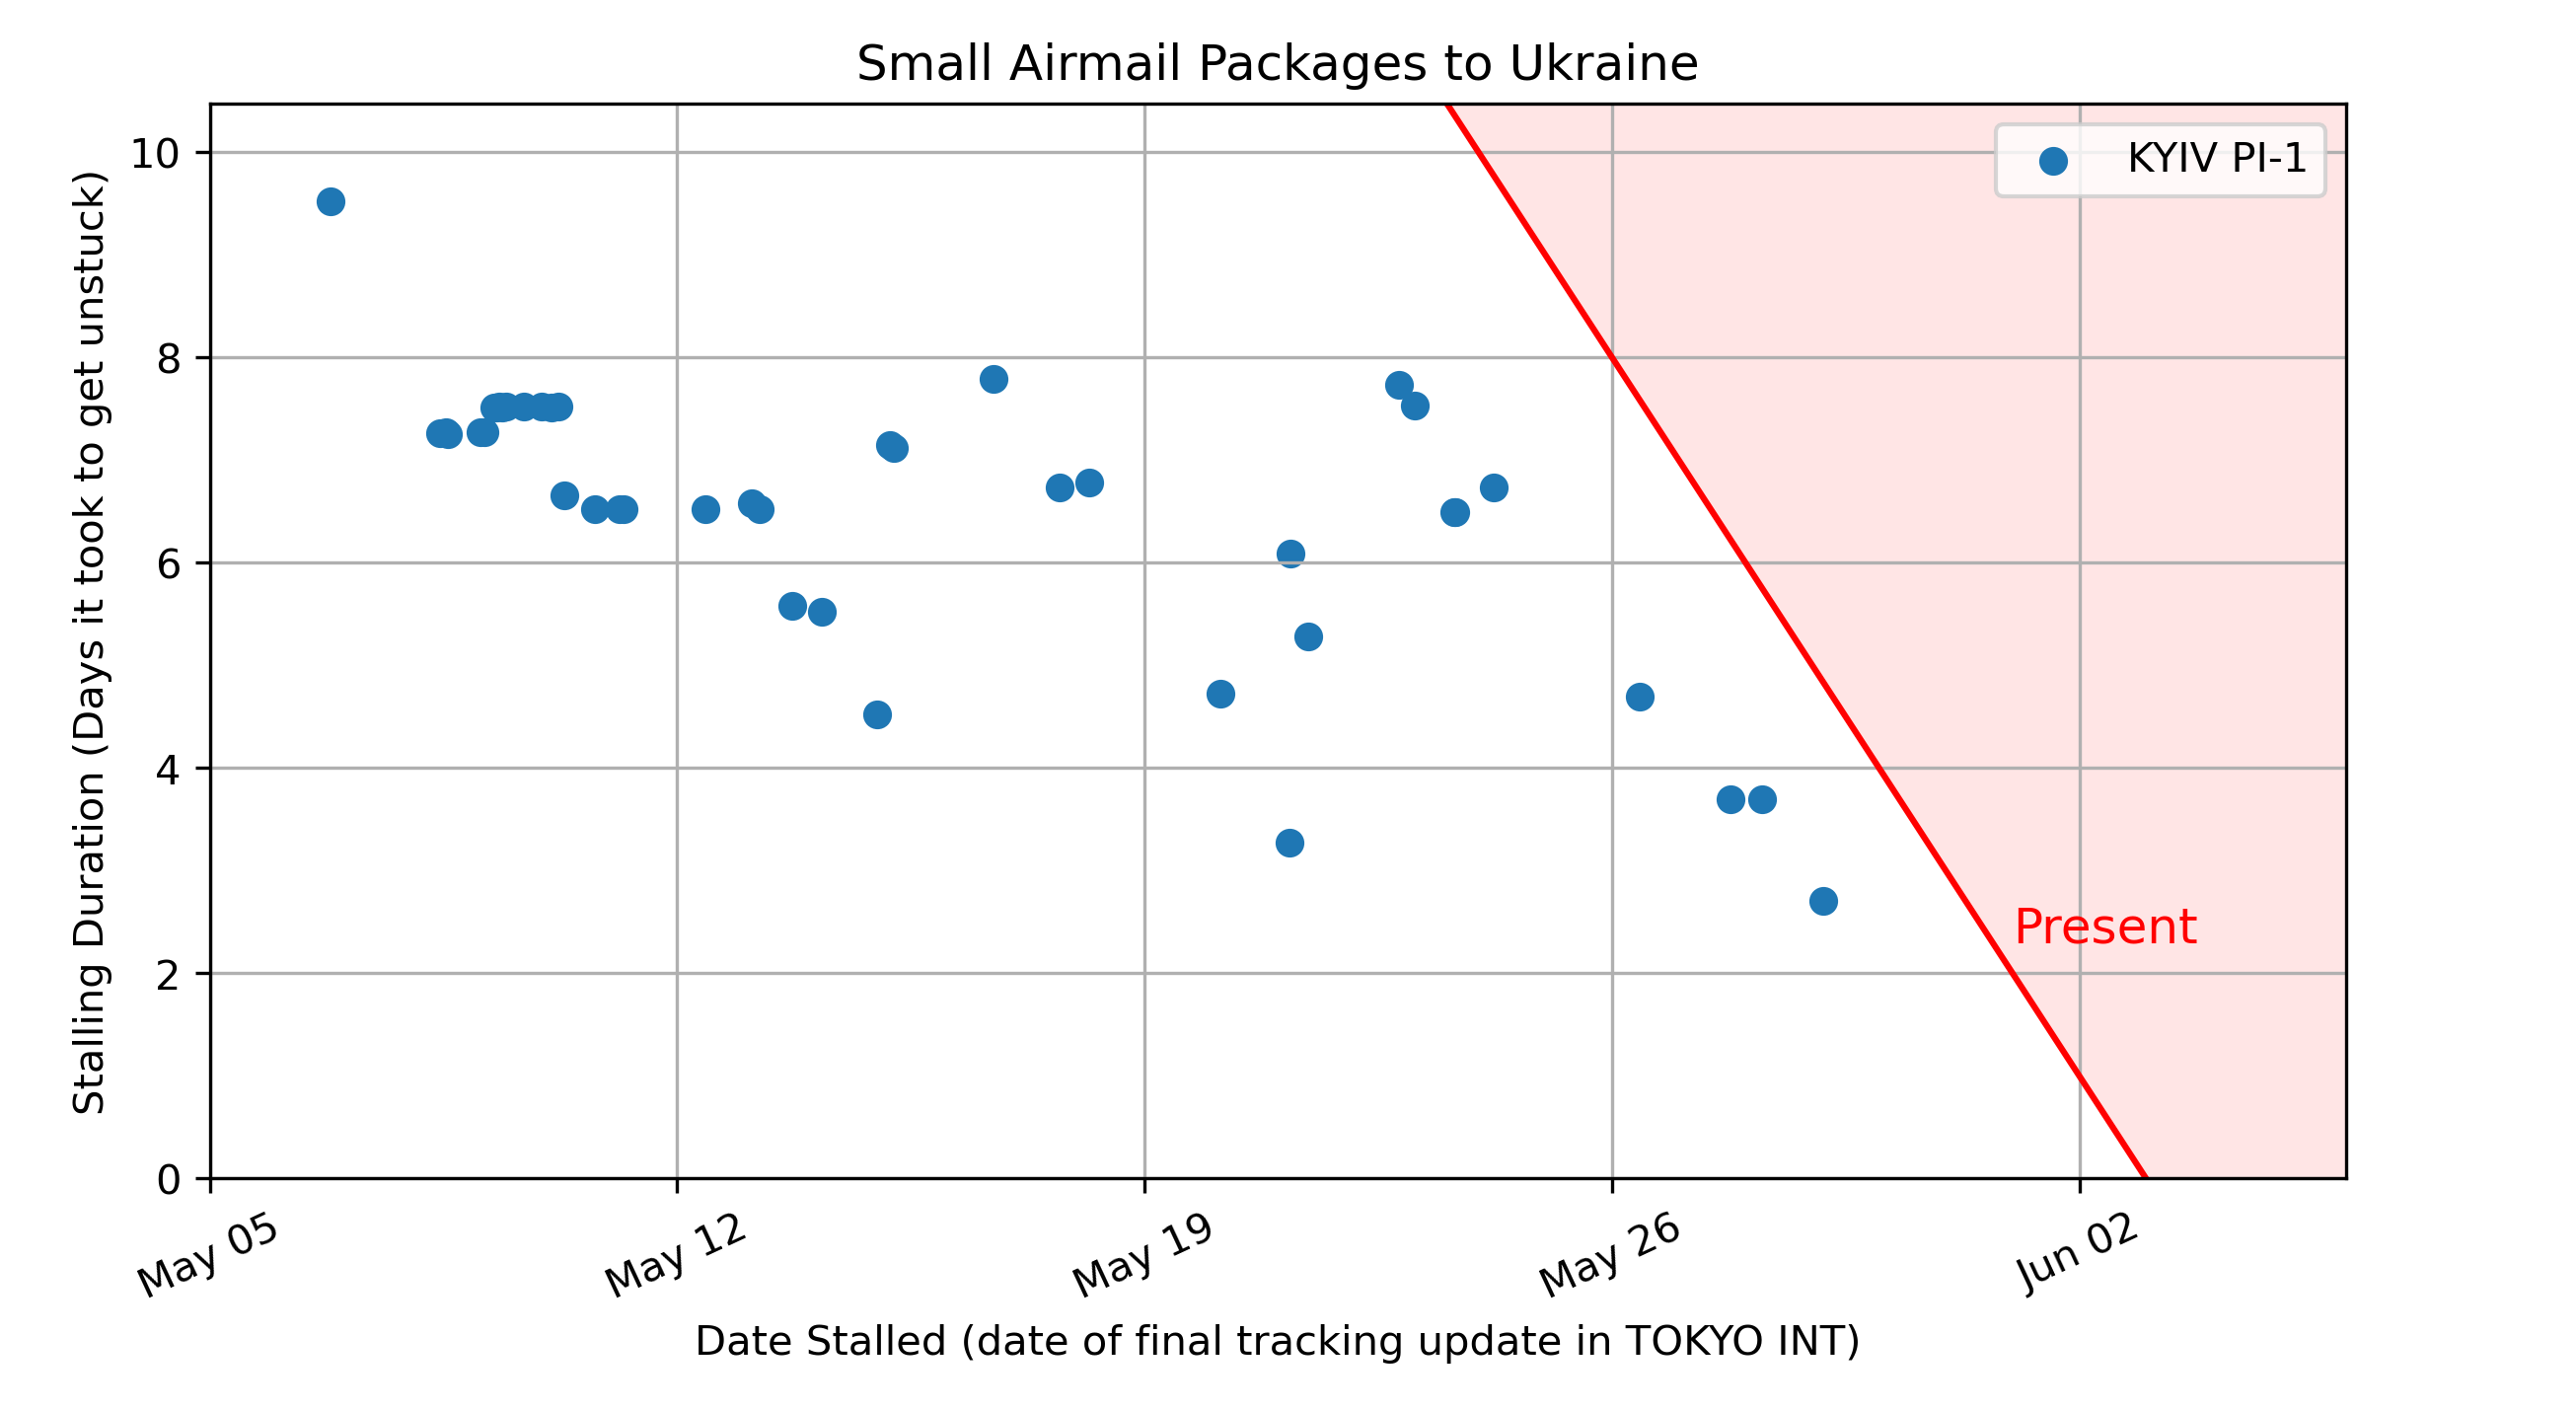 Small Airmail Packages to Ukraine
KYIV PI-1
10
8
6
4
2
0
Stalling Duration (Days it took to get unstuck)
Present
May 05
May 12
May 19
May 26
Jun 02
Date Stalled (date of final tracking update in TOKYO INT)